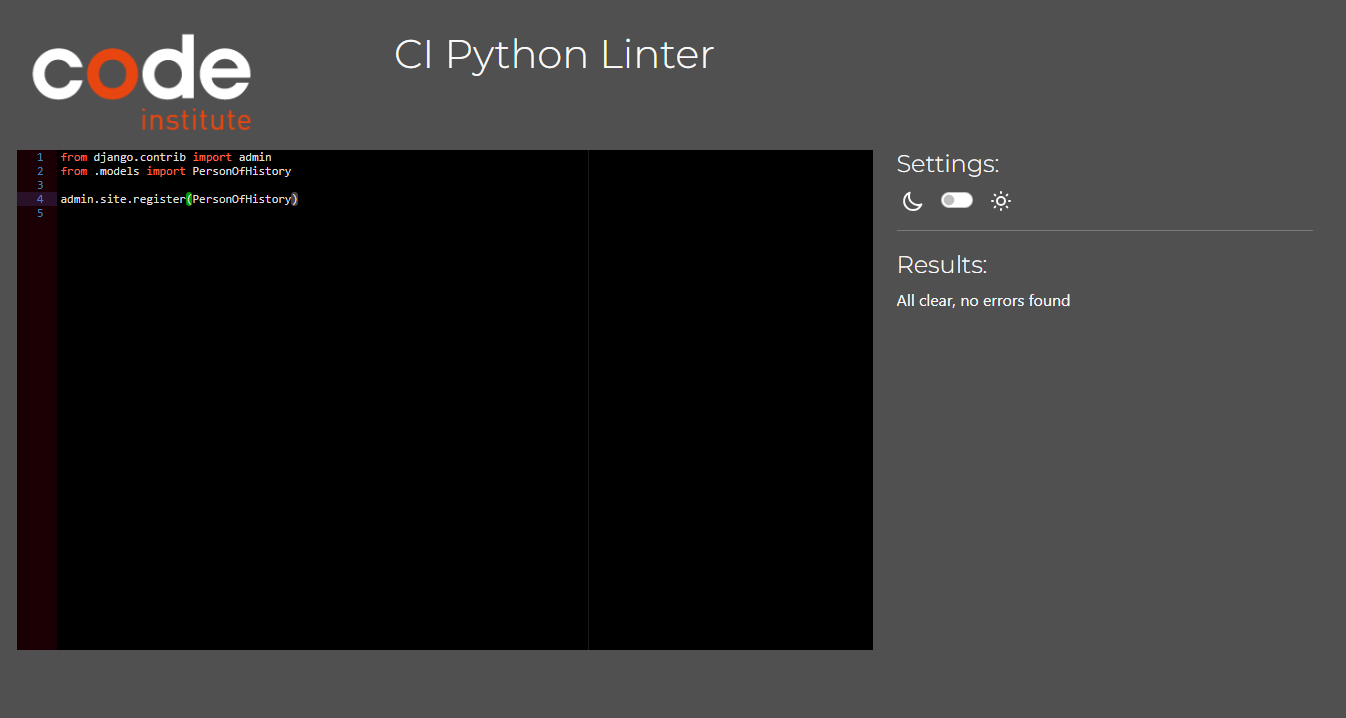 code
institute
CI Python Linter
1 from django.contrib import admin
2 from .models import PersonOfHistory
3
4 admin.site.register(PersonOfHistory)
5
Settings:
Results:
All clear, no errors found